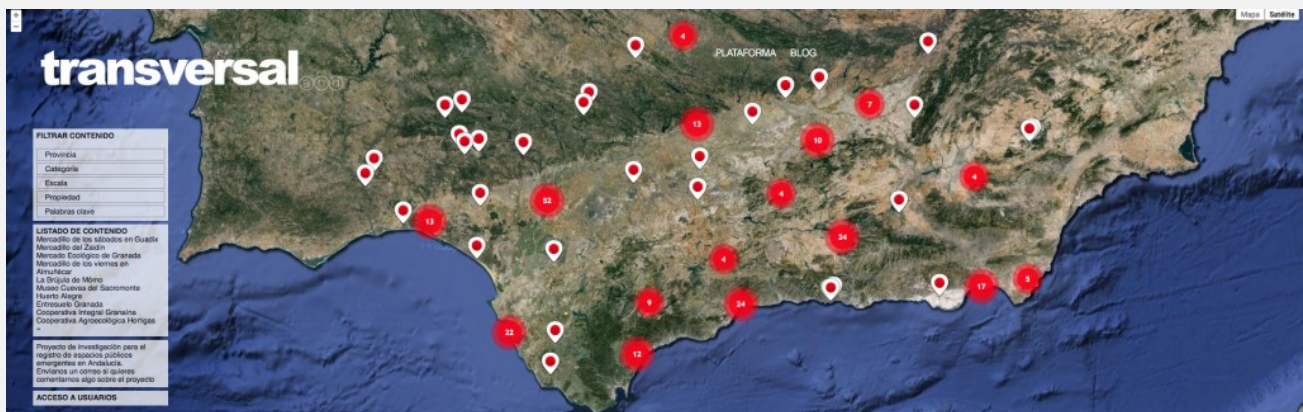 +
−
Mapa Satélite
4
PLATAFORMA BLOG
transversal
7
13
10
FILTRAR CONTENIDO
Provincia
Categoría
Escala
Propiedad
Palabras clave
4
4
52
13
LISTADO DE CONTENIDO
Mercadillo de los sábados en Guadix
Mercadillo del Zaidín
Mercado Ecológico de Granada
Mercadillo de los viernes en
Almuñécar
La Brújula de Momo
Museo Cuevas del Sacromonte
Huerto Alegre
Entresuelo Granada
Cooperativa Integral Granaína
Cooperativa Agroecológica Hortigas
24
4
5
17
9
24
22
12
Proyecto de investigación para el
registro de espacios públicos
emergentes en Andalucía.
Envíanos un correo si quieres
comentarnos algo sobre el proyecto
ACCESO A USUARIOS